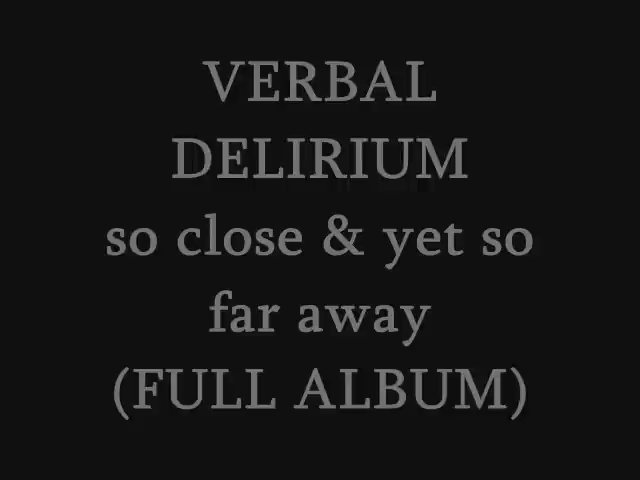 VERBAL
DELIRIUM
so close & yet so
far away
(FULL ALBUM)